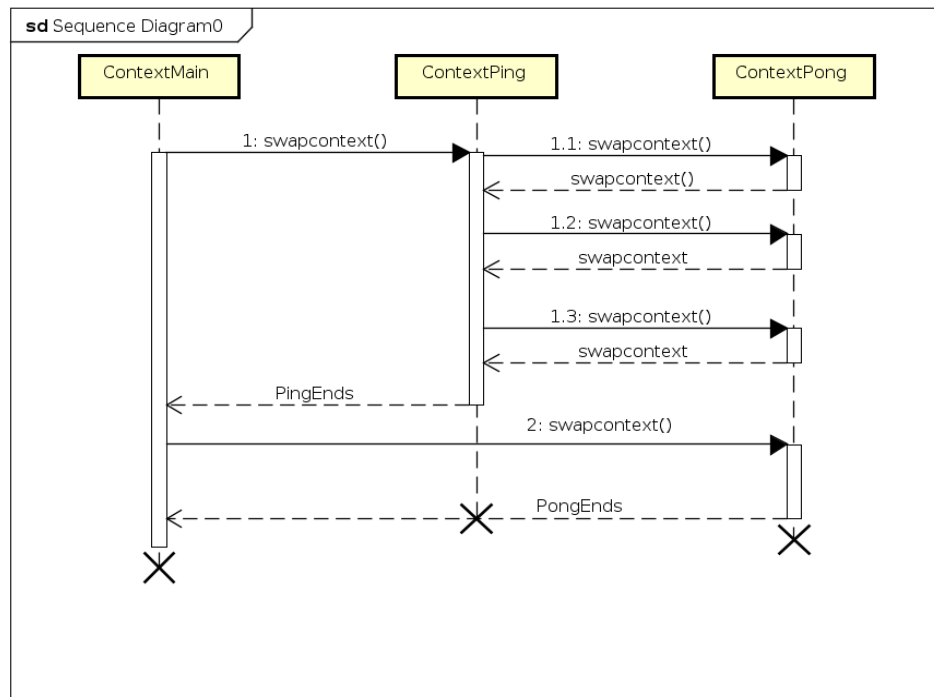 sd Sequence Diagram0
ContextMain
ContextPing
ContextPong
1: swapcontext()
1.1: swapcontext()
swapcontext()
1.2: swapcontext()
swapcontext
1.3: swapcontext()
swapcontext
PingEnds
2: swapcontext()
PongEnds